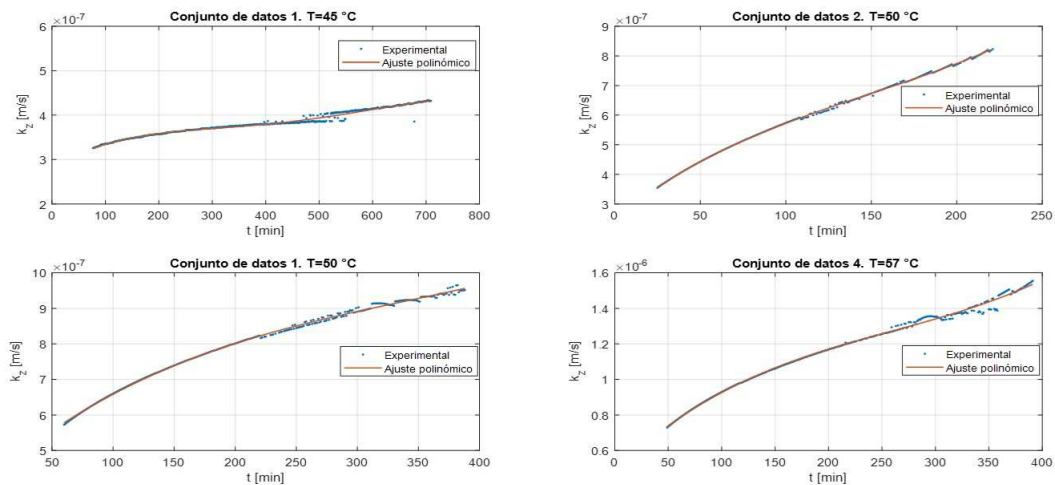 Conjunto de datos 1. T=45 °C
×10⁻⁷
6
5
4
3
2
k_z [m/s]
0 100 200 300 400 500 600 700 800
t [min]
Experimental
Ajuste polinómico
Conjunto de datos 2. T=50 °C
×10⁻⁷
9
8
7
6
5
4
3
k_z [m/s]
0 50 100 150 200 250
t [min]
Experimental
Ajuste polinómico
Conjunto de datos 1. T=50 °C
×10⁻⁷
10
9
8
7
6
5
k_z [m/s]
50 100 150 200 250 300 350 400
t [min]
Experimental
Ajuste polinómico
Conjunto de datos 4. T=57 °C
×10⁻⁶
1.6
1.4
1.2
1
0.8
0.6
k_z [m/s]
0 50 100 150 200 250 300 350 400
t [min]
Experimental
Ajuste polinómico